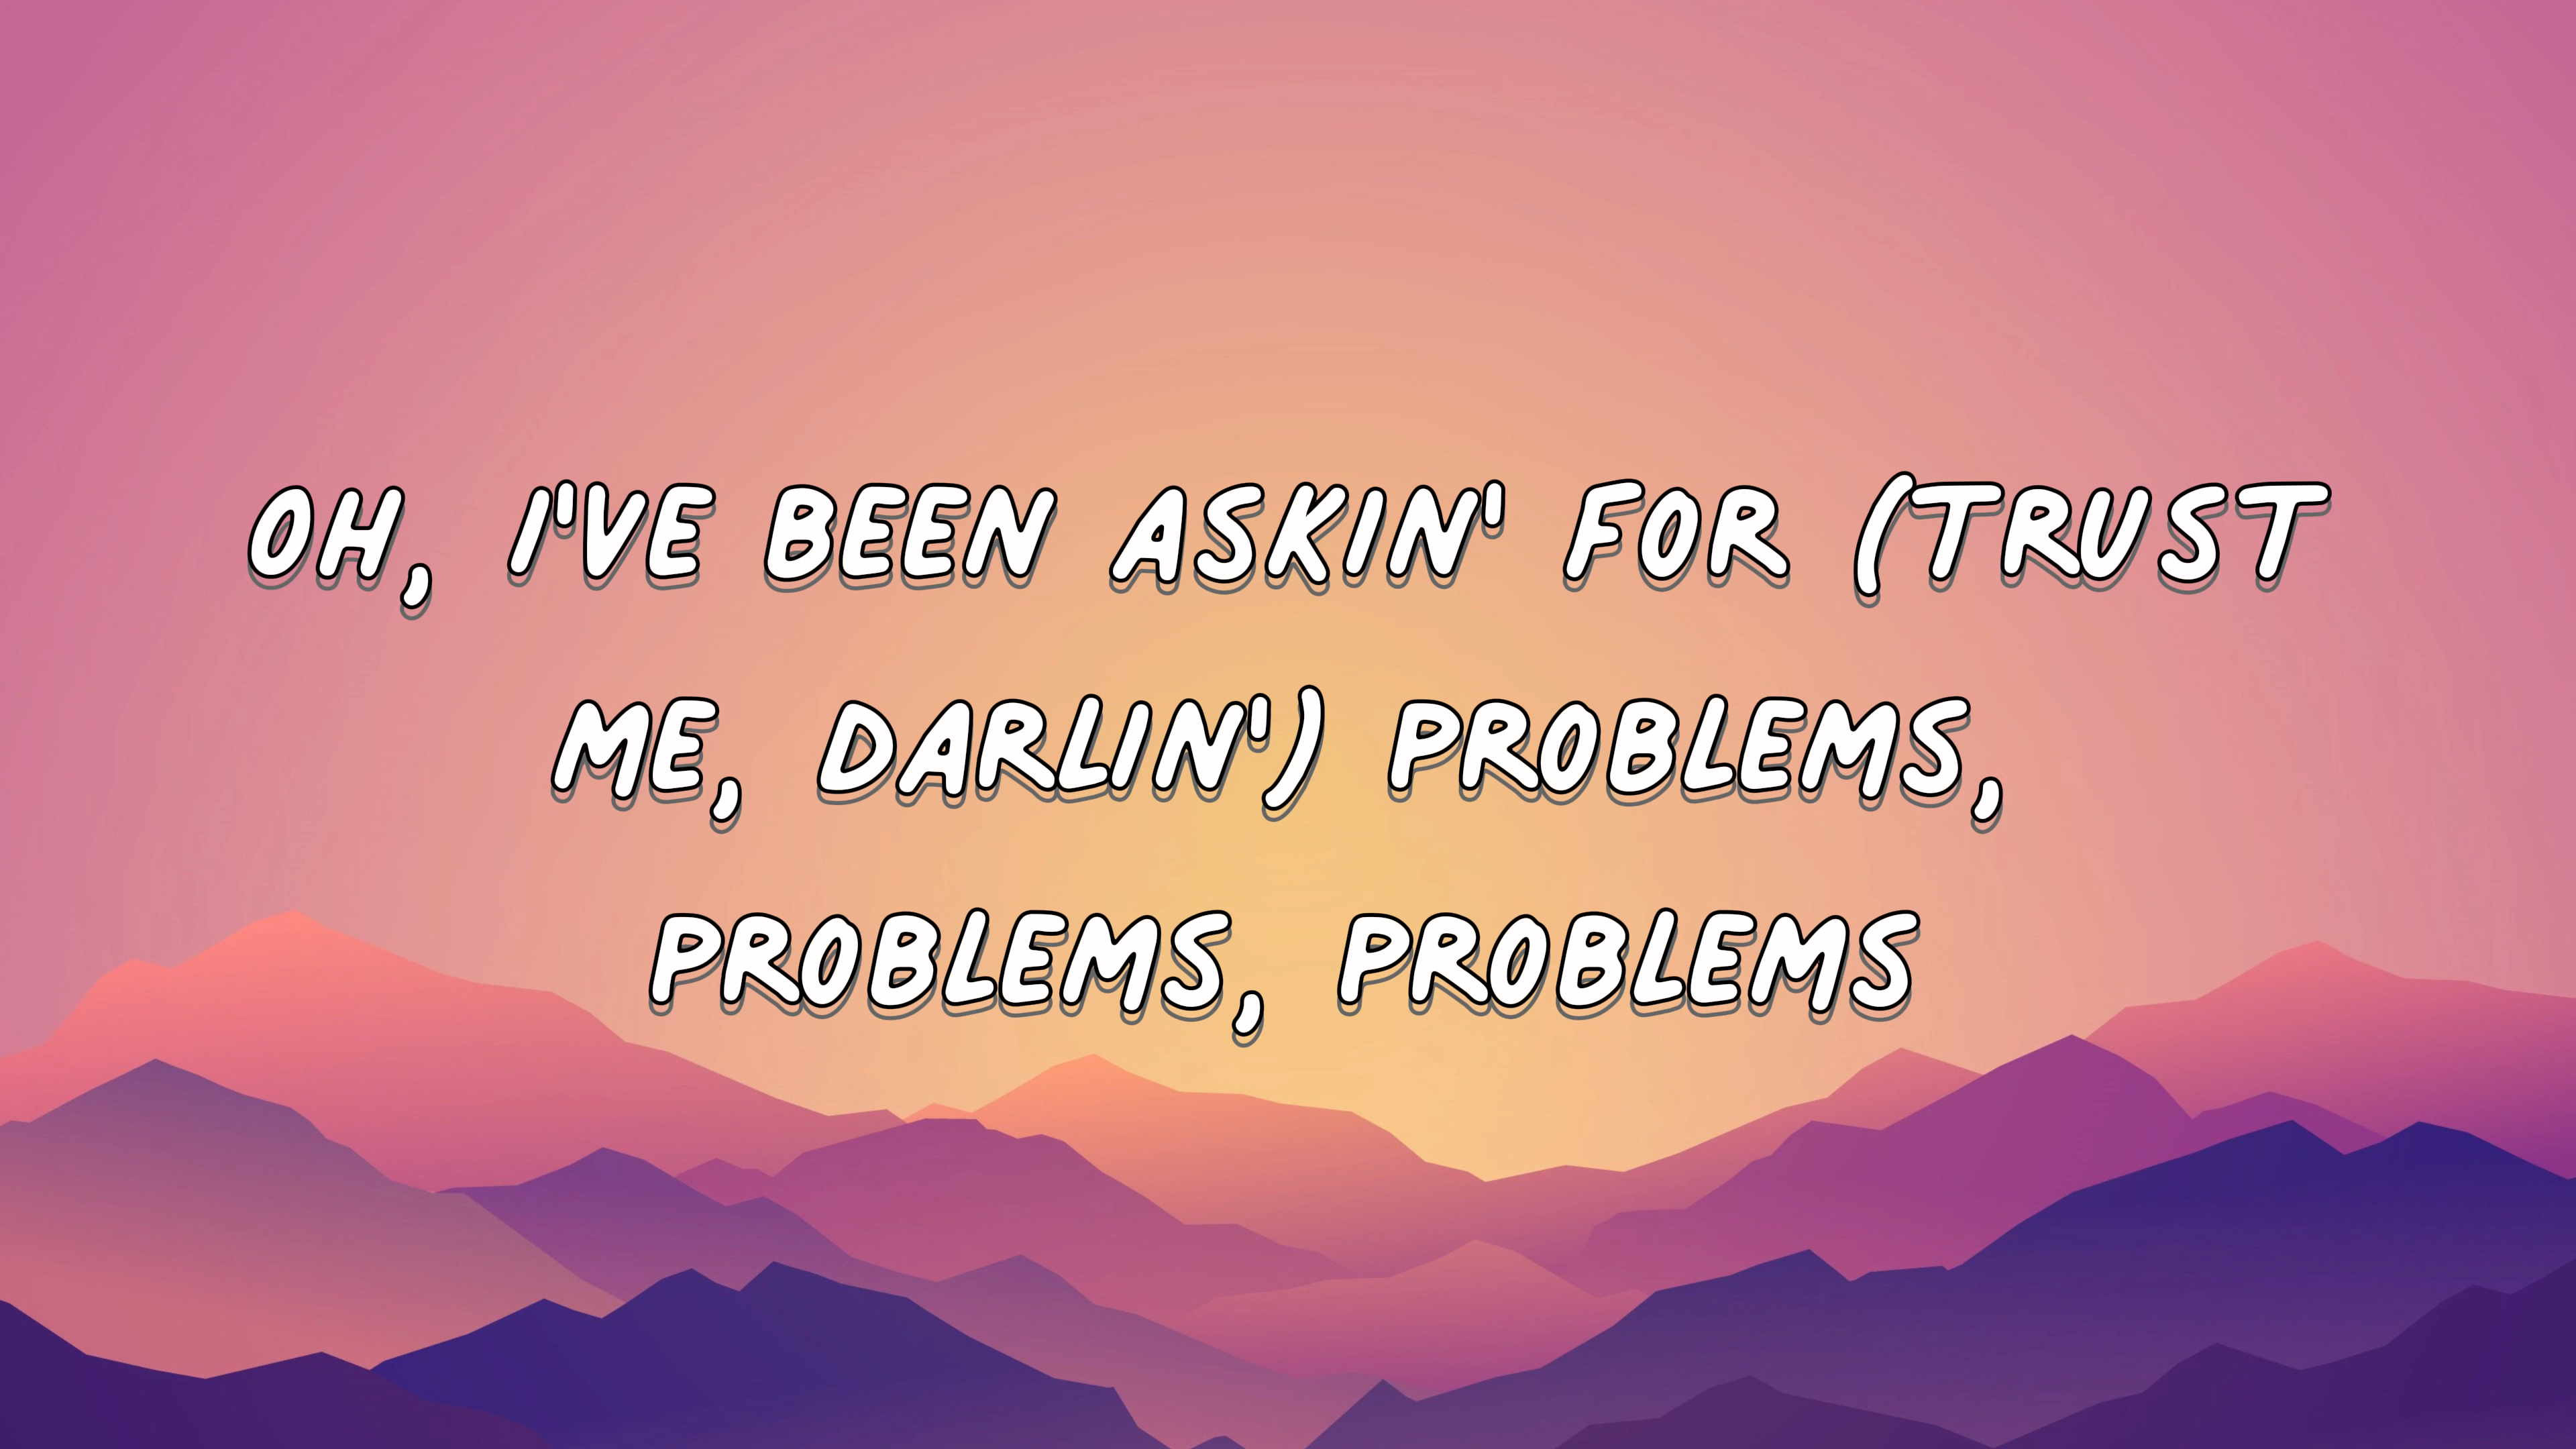 OH, I'VE BEEN ASKIN' FOR (TRUST
ME, DARLIN') PROBLEMS,
PROBLEMS, PROBLEMS